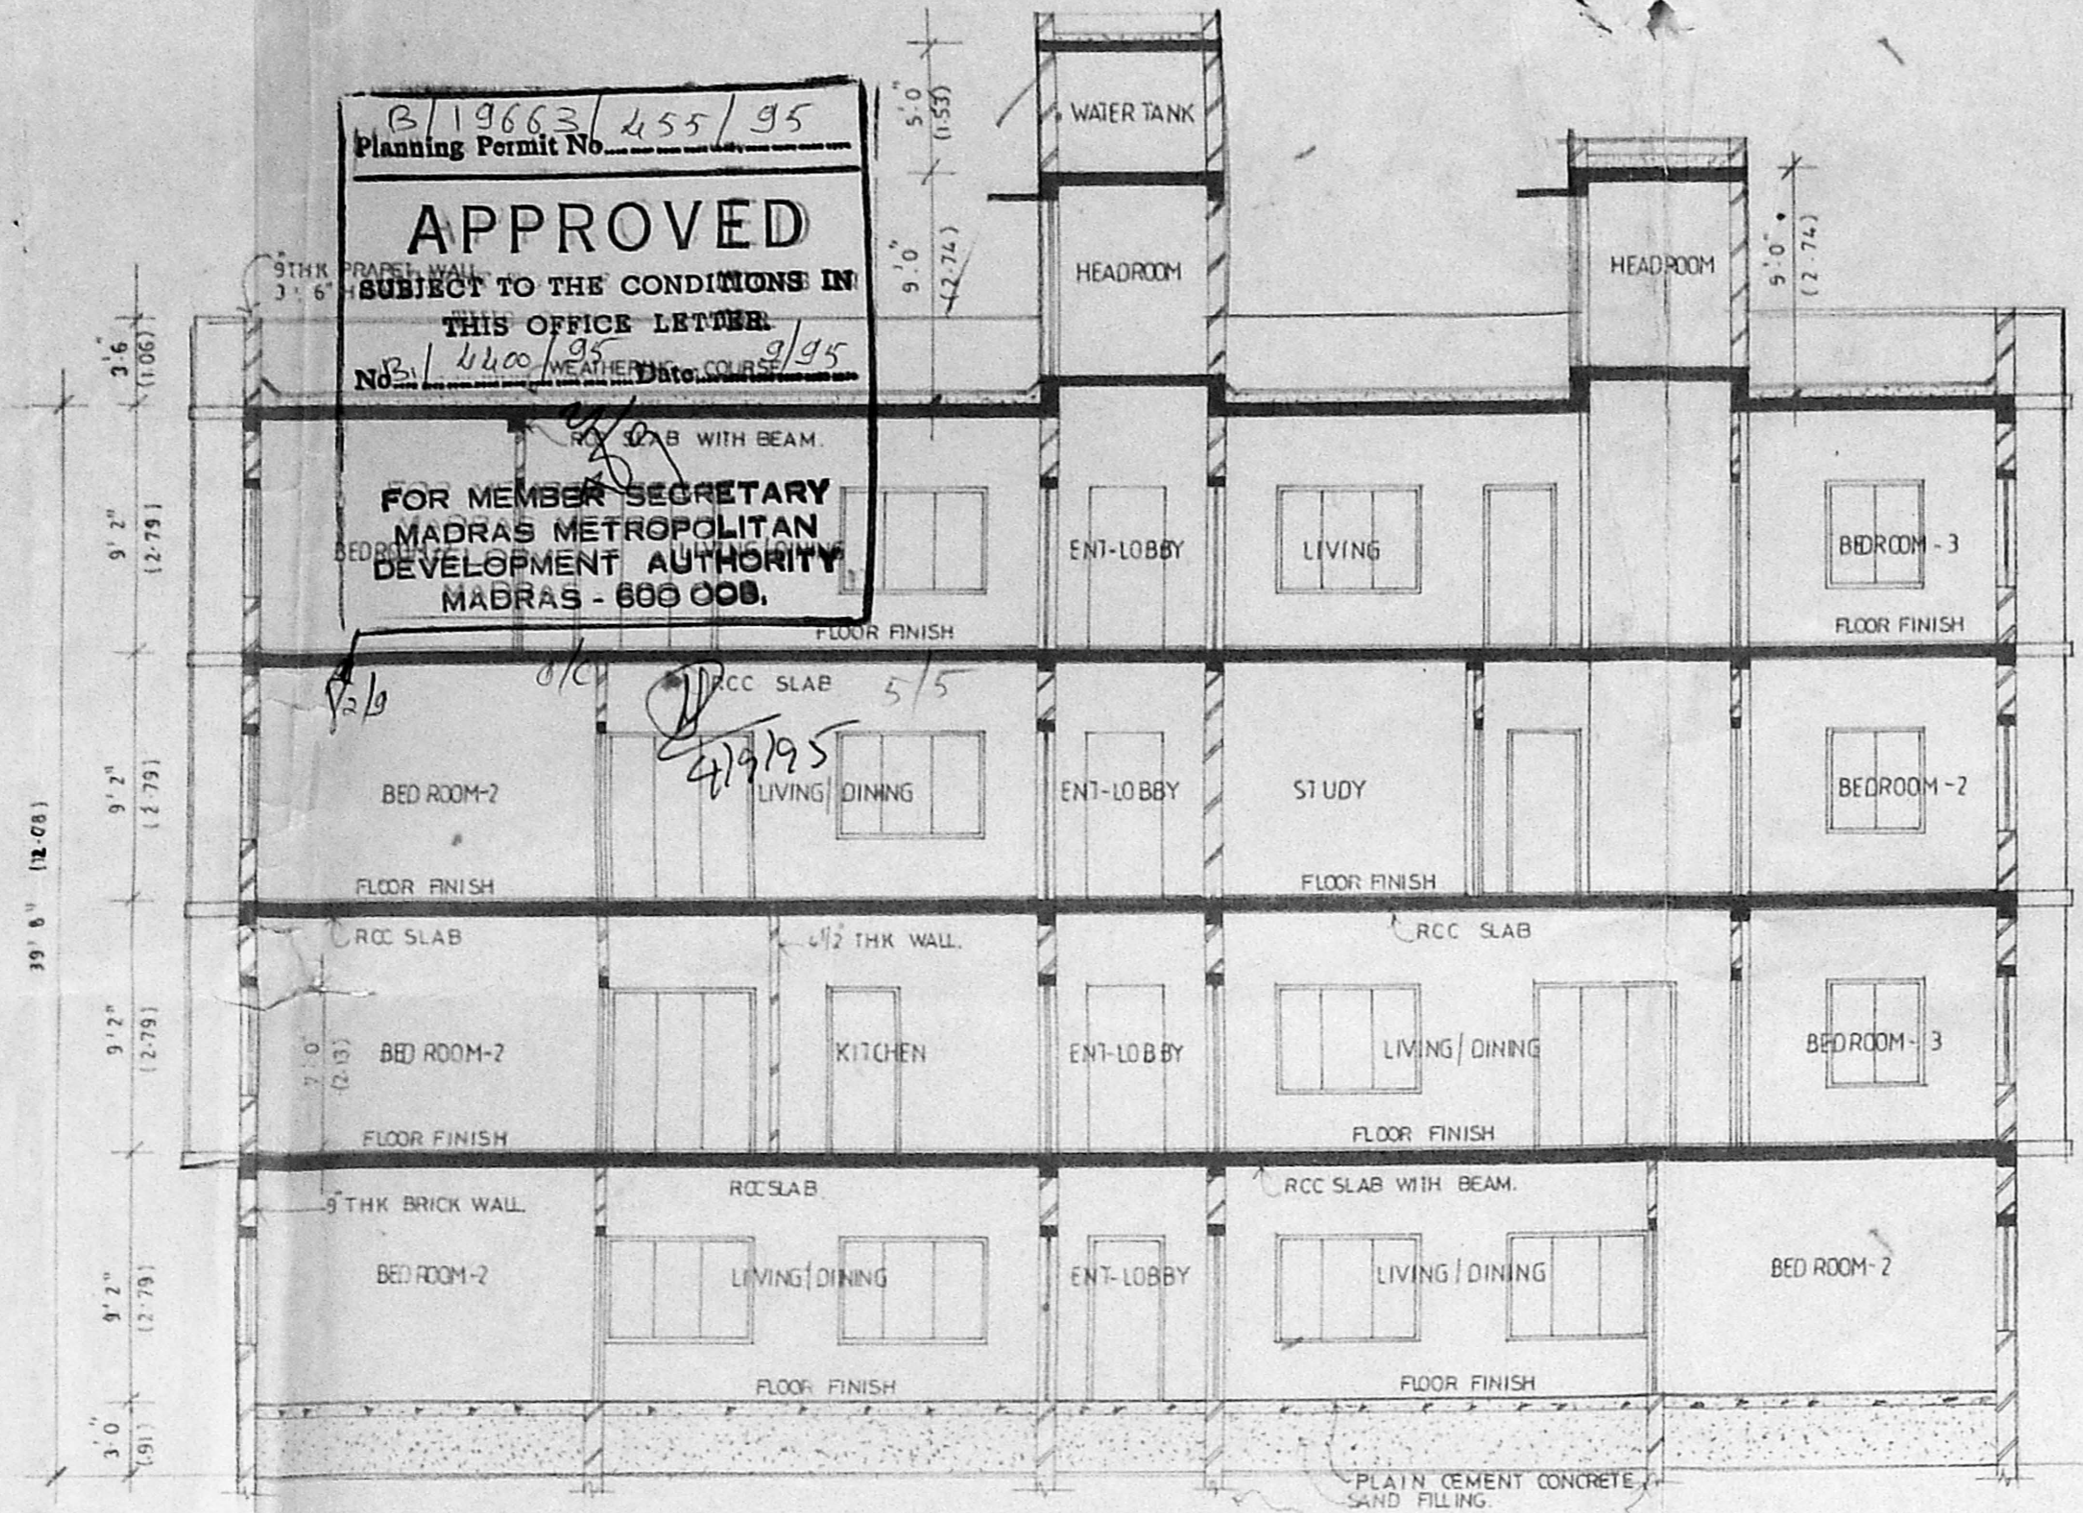 B/19663/455/95
Planning Permit No
APPROVED
SUBJECT TO THE CONDITIONS IN
THIS OFFICE LETTER.
No B1/4400/95 Date 9/95
FOR MEMBER SECRETARY
MADRAS METROPOLITAN
DEVELOPMENT AUTHORITY
MADRAS - 600 008.
2/9
4/9/95
5/5
5'0"
(1.53)
WATER TANK
9'0"
(2.74)
HEADROOM
HEADROOM
9'0"
(2.74)
9" THK PRAPET WALL
3'6"
3'6"
(1.06)
WEATHERING COURSE
RCC SLAB WITH BEAM.
9'2"
(2.79)
BEDROOM
LIVING/DINING
ENT-LOBBY
LIVING
BEDROOM-3
FLOOR FINISH
FLOOR FINISH
RCC SLAB
39'8" (12.08)
9'2"
(2.79)
BED ROOM-2
LIVING/DINING
ENT-LOBBY
STUDY
BEDROOM-2
FLOOR FINISH
FLOOR FINISH
RCC SLAB
4½" THK WALL.
RCC SLAB
9'2"
(2.79)
7'0"
(2.13)
BED ROOM-2
KITCHEN
ENT-LOBBY
LIVING/DINING
BEDROOM-3
FLOOR FINISH
FLOOR FINISH
9" THK BRICK WALL.
RCC SLAB
RCC SLAB WITH BEAM.
9'2"
(2.79)
BED ROOM-2
LIVING/DINING
ENT-LOBBY
LIVING/DINING
BED ROOM-2
FLOOR FINISH
FLOOR FINISH
3'0"
(.91)
PLAIN CEMENT CONCRETE
SAND FILLING.